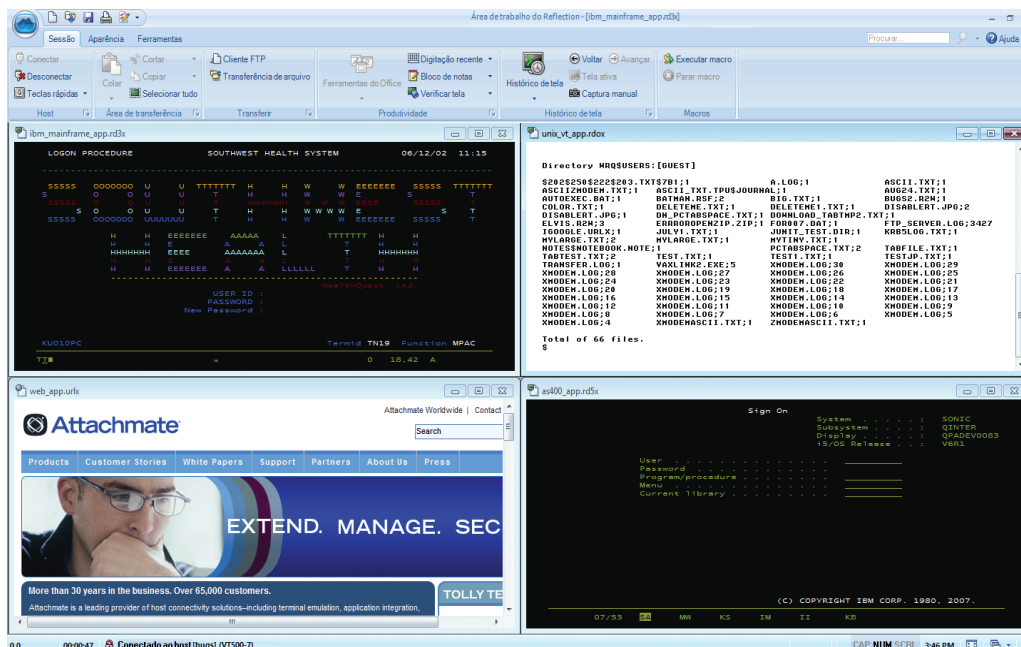 Área de trabalho do Reflection - [ibm_mainframe_app.rd3x]
Sessão Aparência Ferramentas
Procurar... Ajuda
Conectar
Desconectar
Teclas rápidas
Host
Colar
Cortar
Copiar
Selecionar tudo
Área de transferência
Cliente FTP
Transferência de arquivo
Transferir
Ferramentas do Office
Digitação recente
Bloco de notas
Verificar tela
Produtividade
Histórico de tela
Voltar Avançar
Tela ativa
Captura manual
Histórico de tela
Executar macro
Parar macro
Macros
ibm_mainframe_app.rd3x
LOGON PROCEDURE SOUTHWEST HEALTH SYSTEM 06/12/02 11:15
SOUTHWEST
HEALTH
HealthQuest, Ltd.
USER ID :
PASSWORD :
New Password :
KU010PC Termid TN19 Function MPAC
0 18,42 A
unix_vt_app.rdox
Directory WRQ$USERS:[GUEST]
$202$250$222$203.TXT$7B1;1 A.LOG;1 ASCII.TXT;1
ASCIIZMODEM.TXT;1 ASCII_TXT.TPU$JOURNAL;1 AUG24.TXT;1
AUTOEXEC.BAT;1 BATMAN.RSF;2 BIG.TXT;1 BUGS2.R2W;1
COLOR.TXT;1 DELETEME.TXT;1 DELETEME1.TXT;1 DISABLERT.JPG;2
DISABLERT.JPG;1 DM_PCTABSPACE.TXT;1 DOWNLOAD_TABTMP2.TXT;1
ELVIS.R2W;3 ERROROPENZIP.ZIP;1 FOR007.DAT;1 FTP_SERVER.LOG;3427
IGOOGLE.URLX;1 JULY1.TXT;1 JUNIT_TEST.DIR;1 KRB5LOG.TXT;1
MYLARGE.TXT;2 MYLARGE.TXT;1 MYTINY.TXT;1
NOTES$NOTEBOOK.NOTE;1 PCTABSPACE.TXT;2 TABFILE.TXT;1
TABTEST.TXT;2 TEST.TXT;1 TEST1.TXT;1 TESTJP.TXT;1
TRANSFER.LOG;1 VAXLINK2.EXE;5 XMODEM.LOG;30 XMODEM.LOG;29
XMODEM.LOG;28 XMODEM.LOG;27 XMODEM.LOG;26 XMODEM.LOG;25
XMODEM.LOG;24 XMODEM.LOG;23 XMODEM.LOG;22 XMODEM.LOG;21
XMODEM.LOG;20 XMODEM.LOG;19 XMODEM.LOG;18 XMODEM.LOG;17
XMODEM.LOG;16 XMODEM.LOG;15 XMODEM.LOG;14 XMODEM.LOG;13
XMODEM.LOG;12 XMODEM.LOG;11 XMODEM.LOG;10 XMODEM.LOG;9
XMODEM.LOG;8 XMODEM.LOG;7 XMODEM.LOG;6 XMODEM.LOG;5
XMODEM.LOG;4 XMODEMASCII.TXT;1 ZMODEMASCII.TXT;1
Total of 66 files.
$
web_app.urlx
Attachmate Worldwide | Contact
Attachmate
Search
Products Customer Stories White Papers Support Partners About Us Press
EXTEND. MANAGE. SEC
More than 30 years in the business. Over 65,000 customers.
Attachmate is a leading provider of host connectivity solutions–including terminal emulation, application integration,
TOLLY TE
as400_app.rd5x
Sign On
System . . . . . : SONIC
Subsystem . . . . : QINTER
Display . . . . . : QPADEV0083
i5/OS Release . . : V6R1
User . . . . . . . . . . . . . .
Password . . . . . . . . . . . .
Program/procedure . . . . . . . .
Menu . . . . . . . . . . . . . .
Current library . . . . . . . . .
(C) COPYRIGHT IBM CORP. 1980, 2007.
07/53 SA MW KS IM II KB
0,0 00:00:47 Conectado ao host [bugs] (VT500-7) CAP NUM SCRL 3:46 PM